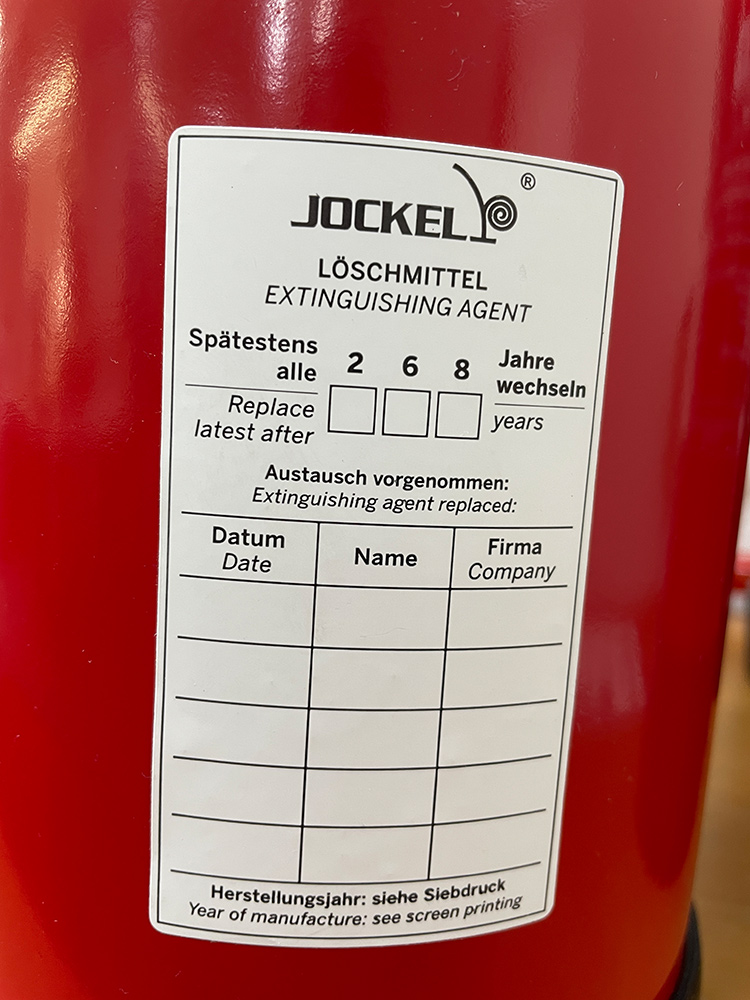 JOCKEL ®
LÖSCHMITTEL
EXTINGUISHING AGENT
Spätestens alle 2 6 8 Jahre wechseln
Replace latest after years
Austausch vorgenommen:
Extinguishing agent replaced:
Datum Name Firma
Date Company
Herstellungsjahr: siehe Siebdruck
Year of manufacture: see screen printing